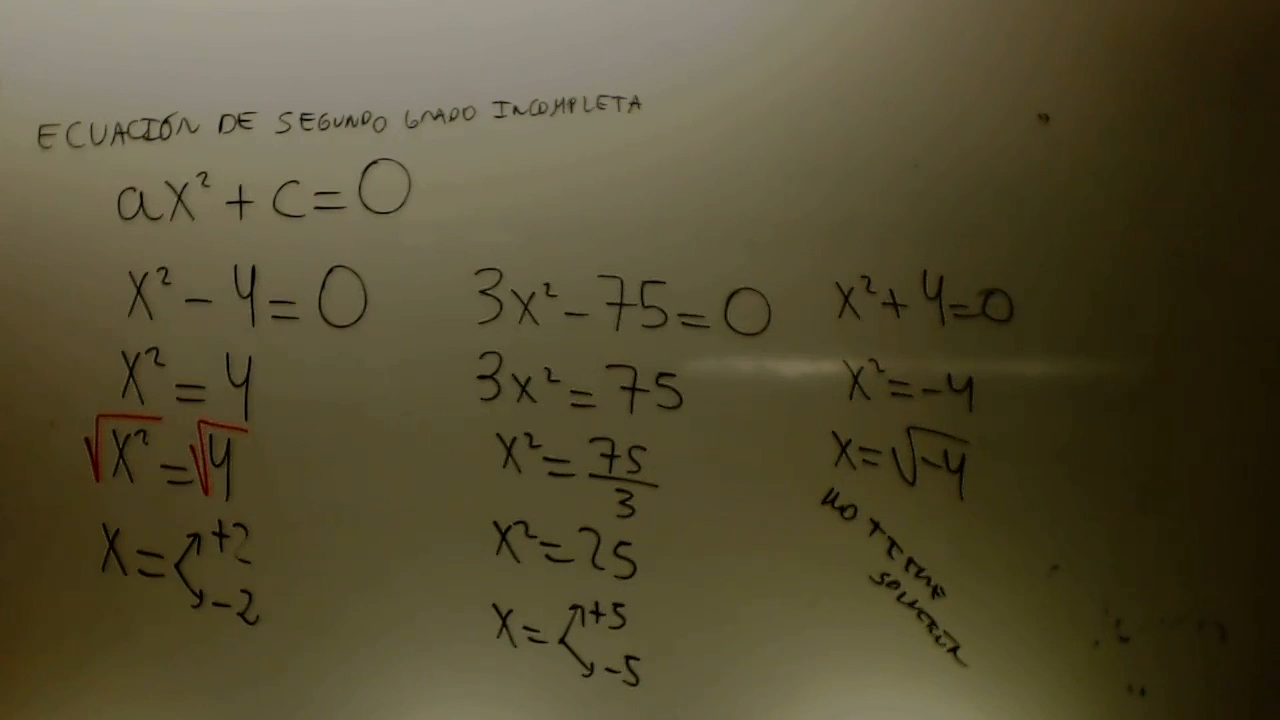 ECUACIÓN DE SEGUNDO GRADO INCOMPLETA
ax² + c = 0
x² - 4 = 0
x² = 4
√x² = √4
x = +2
-2
3x² - 75 = 0
3x² = 75
x² = 75/3
x² = 25
x = +5
-5
x² + 4 = 0
x² = -4
x = √-4
NO TIENE
SOLUCIÓN